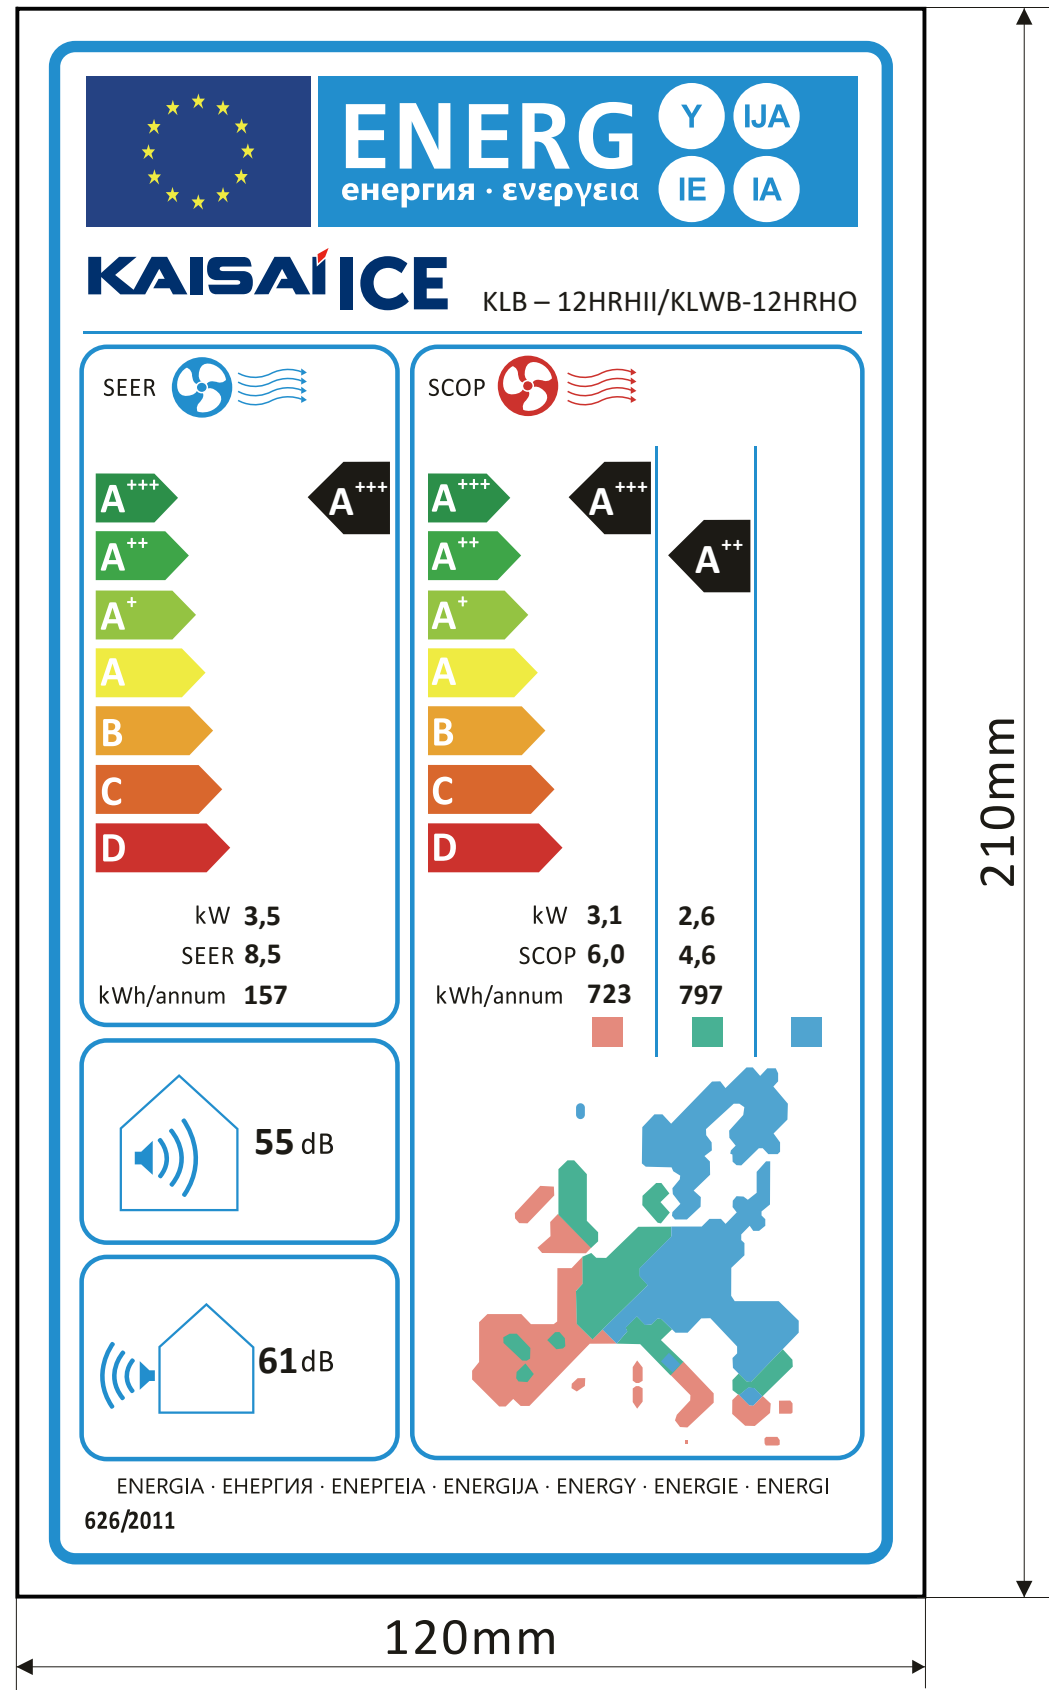 ENERG
енергия · ενεργεια
Y IJA
IE IA
KAISAI ICE
KLB – 12HRHII/KLWB-12HRHO
SEER
A+++
A++
A+
A
B
C
D
A+++
kW 3,5
SEER 8,5
kWh/annum 157
SCOP
A+++
A++
A+
A
B
C
D
A+++
A++
kW 3,1 2,6
SCOP 6,0 4,6
kWh/annum 723 797
55 dB
61 dB
ENERGIA · ЕНЕРГИЯ · ΕΝΕΡΓΕΙΑ · ENERGIJA · ENERGY · ENERGIE · ENERGI
626/2011
210mm
120mm